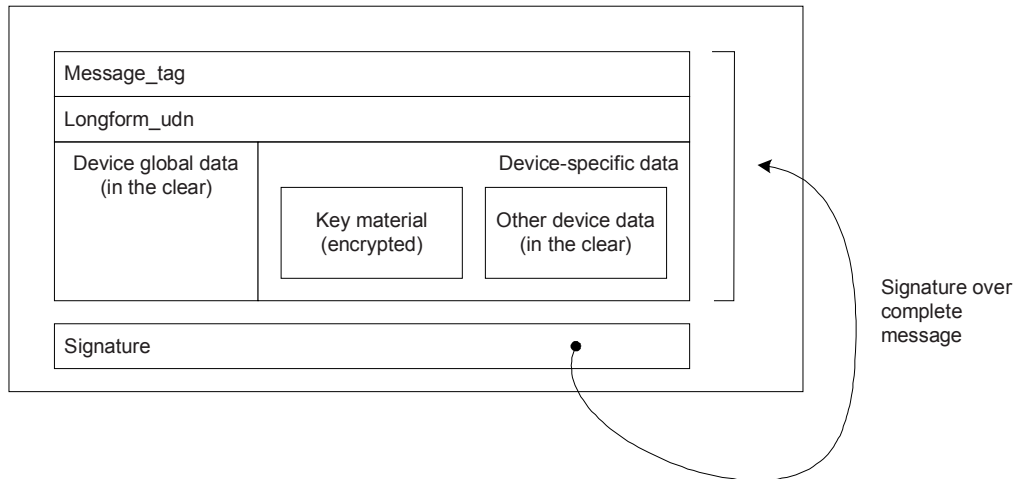 Message_tag
Longform_udn
Device global data
(in the clear)
Device-specific data
Key material
(encrypted)
Other device data
(in the clear)
Signature
Signature over
complete
message